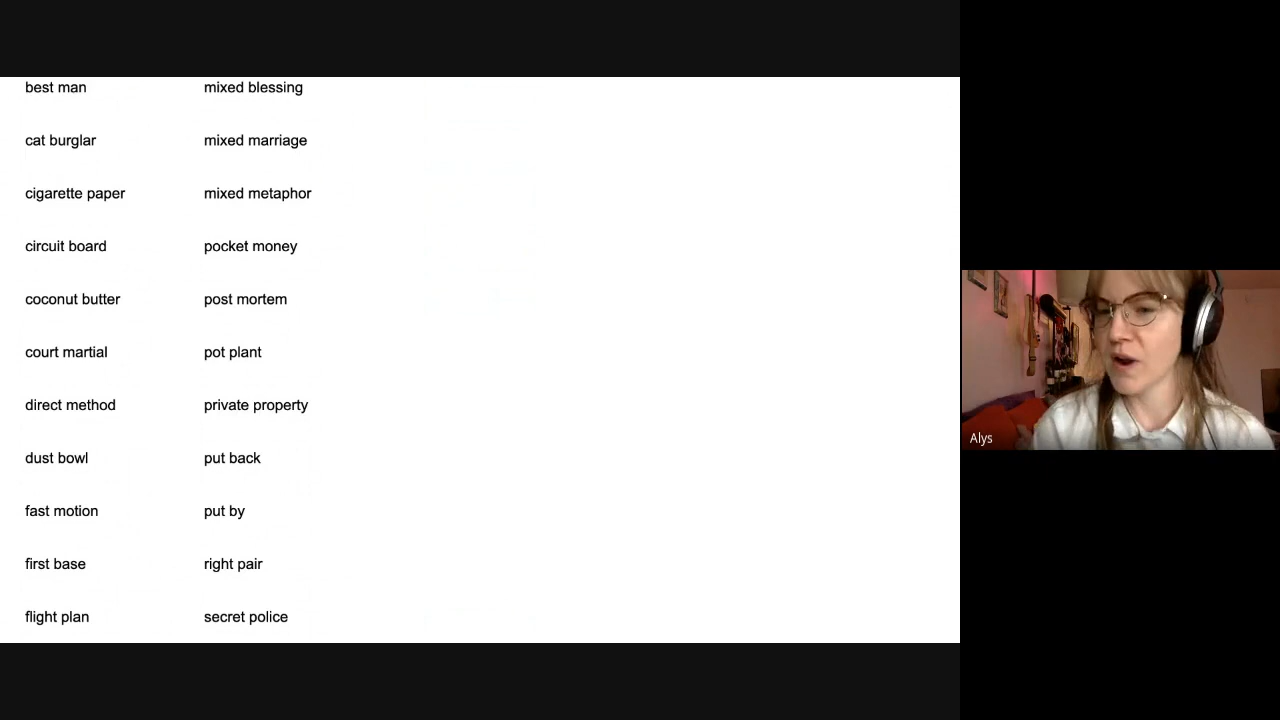 best man mixed blessing
cat burglar mixed marriage
cigarette paper mixed metaphor
circuit board pocket money
coconut butter post mortem
court martial pot plant
direct method private property
dust bowl put back
fast motion put by
first base right pair
flight plan secret police
Alys